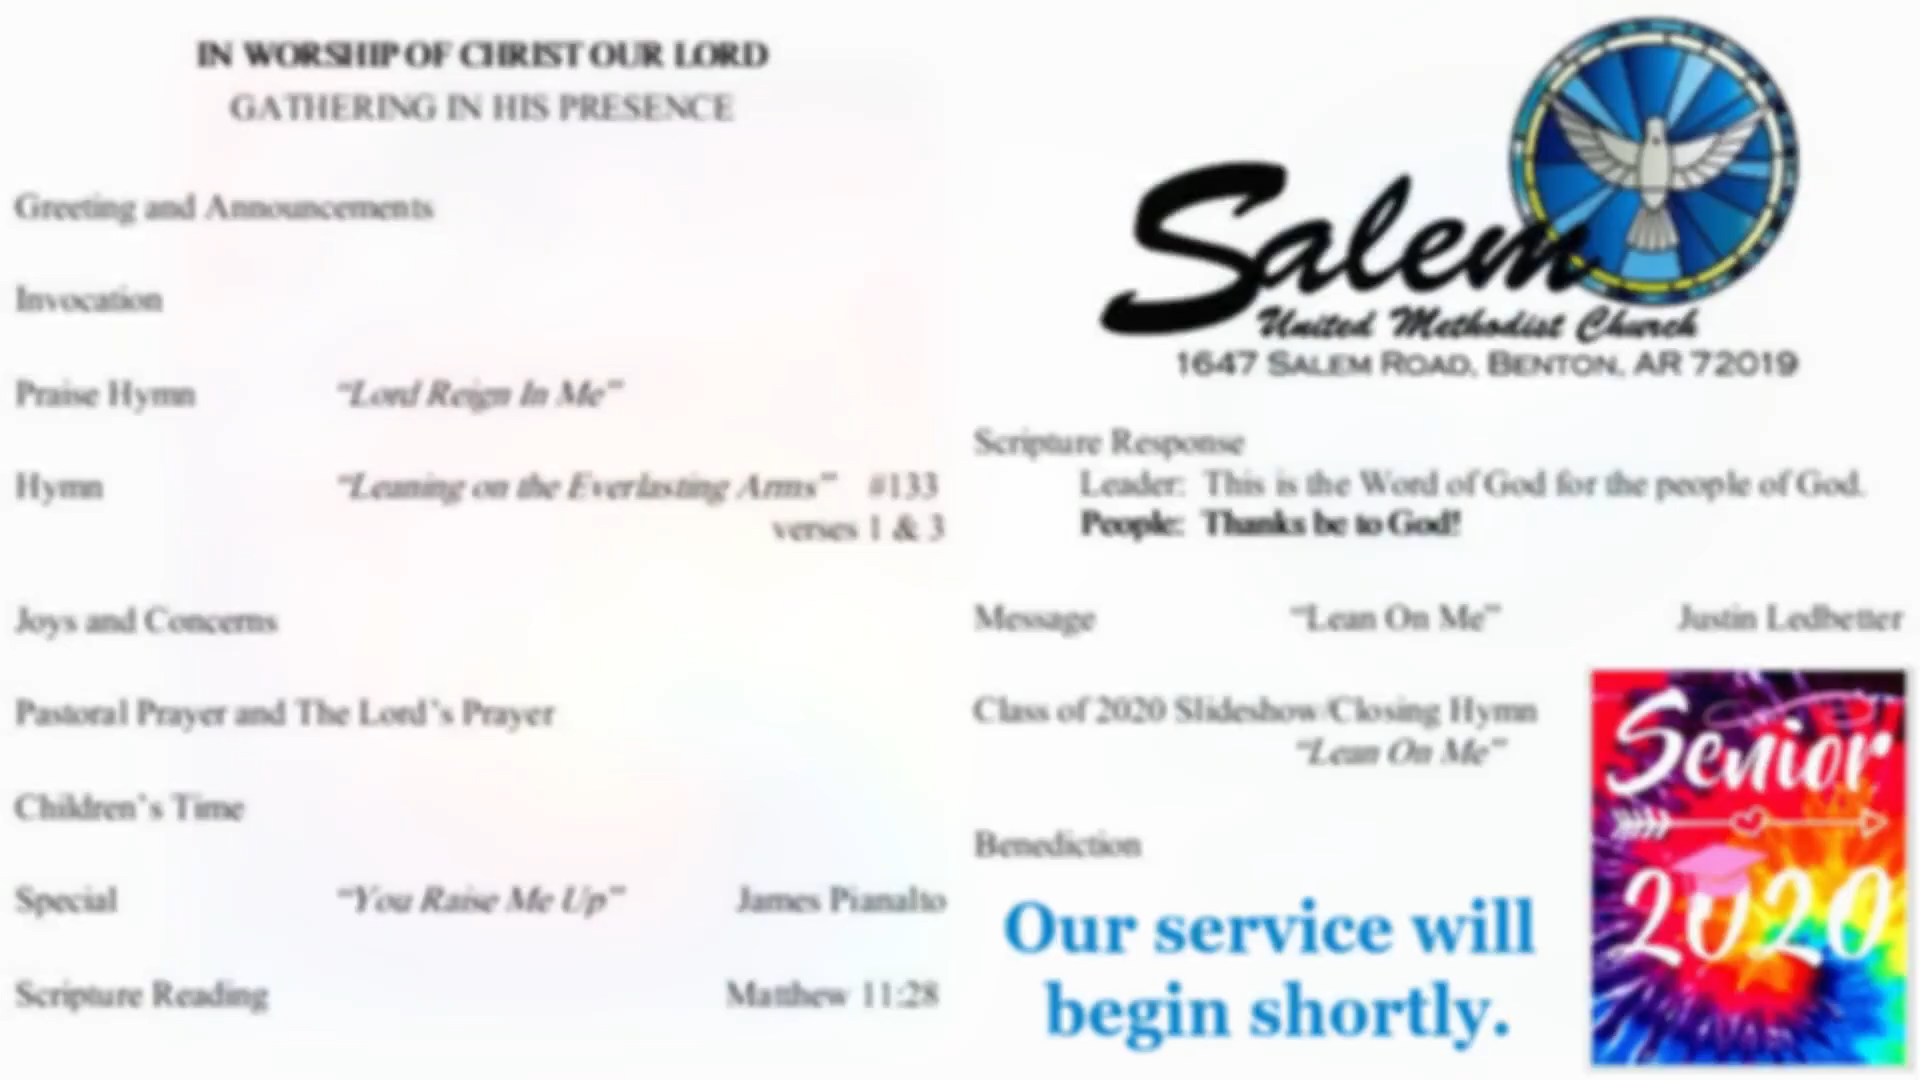 IN WORSHIP OF CHRIST OUR LORD
GATHERING IN HIS PRESENCE
Greeting and Announcements
Invocation
Praise Hymn “Lord Reign In Me”
Hymn “Leaning on the Everlasting Arms” #133
verses 1 & 3
Joys and Concerns
Pastoral Prayer and The Lord’s Prayer
Children’s Time
Special “You Raise Me Up” James Pianalto
Scripture Reading Matthew 11:28
Salem
United Methodist Church
1647 SALEM ROAD, BENTON, AR 72019
Scripture Response
Leader: This is the Word of God for the people of God.
People: Thanks be to God!
Message “Lean On Me” Justin Ledbetter
Class of 2020 Slideshow/Closing Hymn
“Lean On Me”
Benediction
Our service will
begin shortly.
Senior
2020